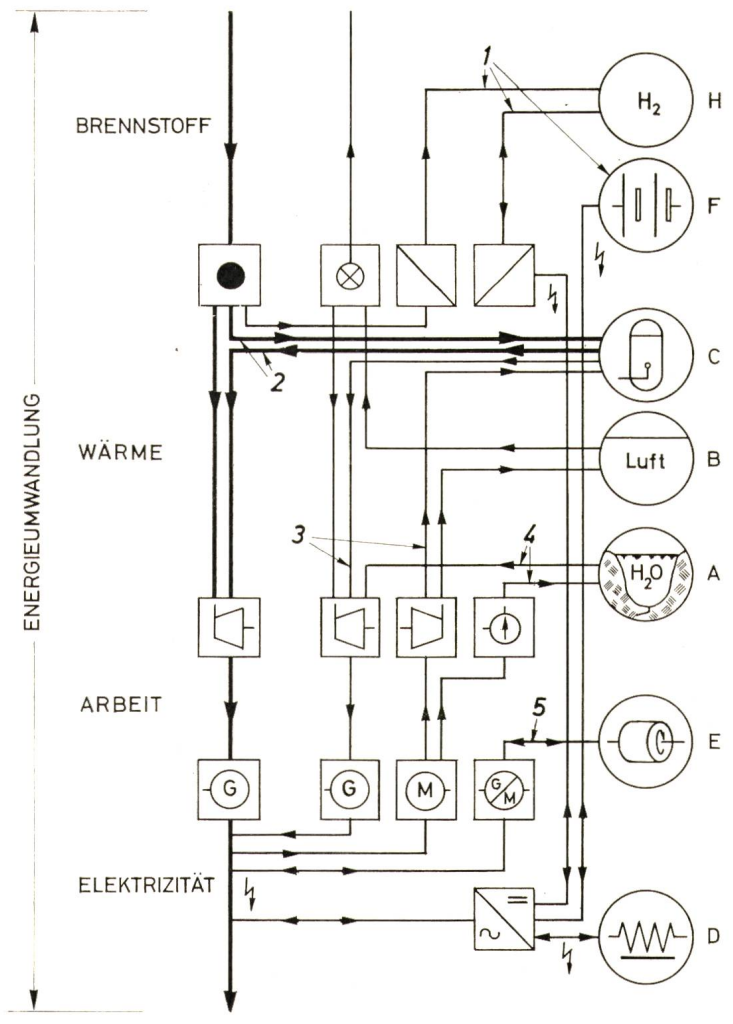 1
H₂ H
BRENNSTOFF
F
C
2
ENERGIEUMWANDLUNG
WÄRME
Luft B
3
4
H₂O A
ARBEIT
5
E
G G M G/M
ELEKTRIZITÄT
= ~
D